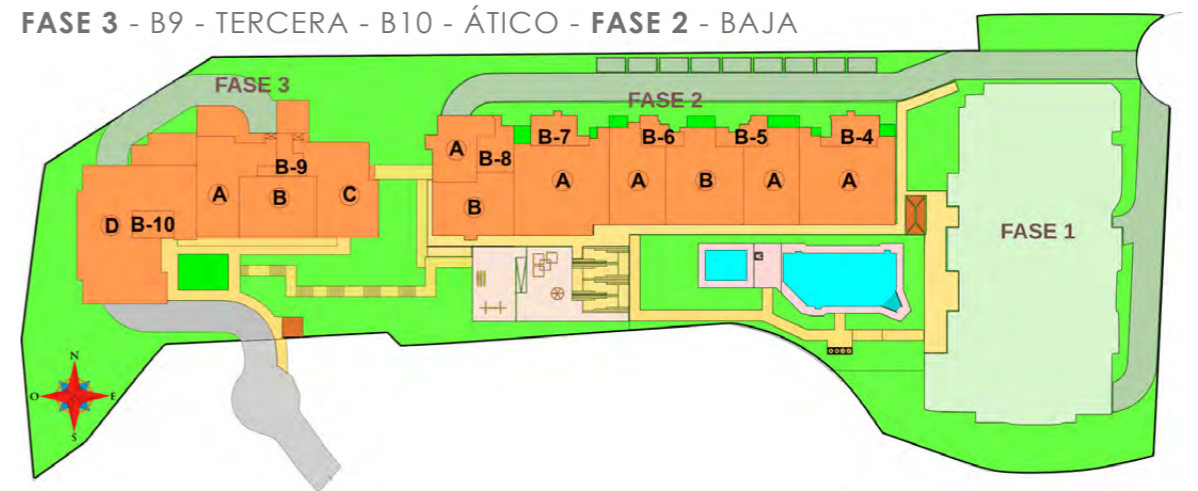 FASE 3 - B9 - TERCERA - B10 - ÁTICO - FASE 2 - BAJA
FASE 3
FASE 2
B-7
B-6
B-5
B-4
A
B-8
B-9
A
B
C
A
A
B
A
A
B
D
B-10
FASE 1
N
O
E
S